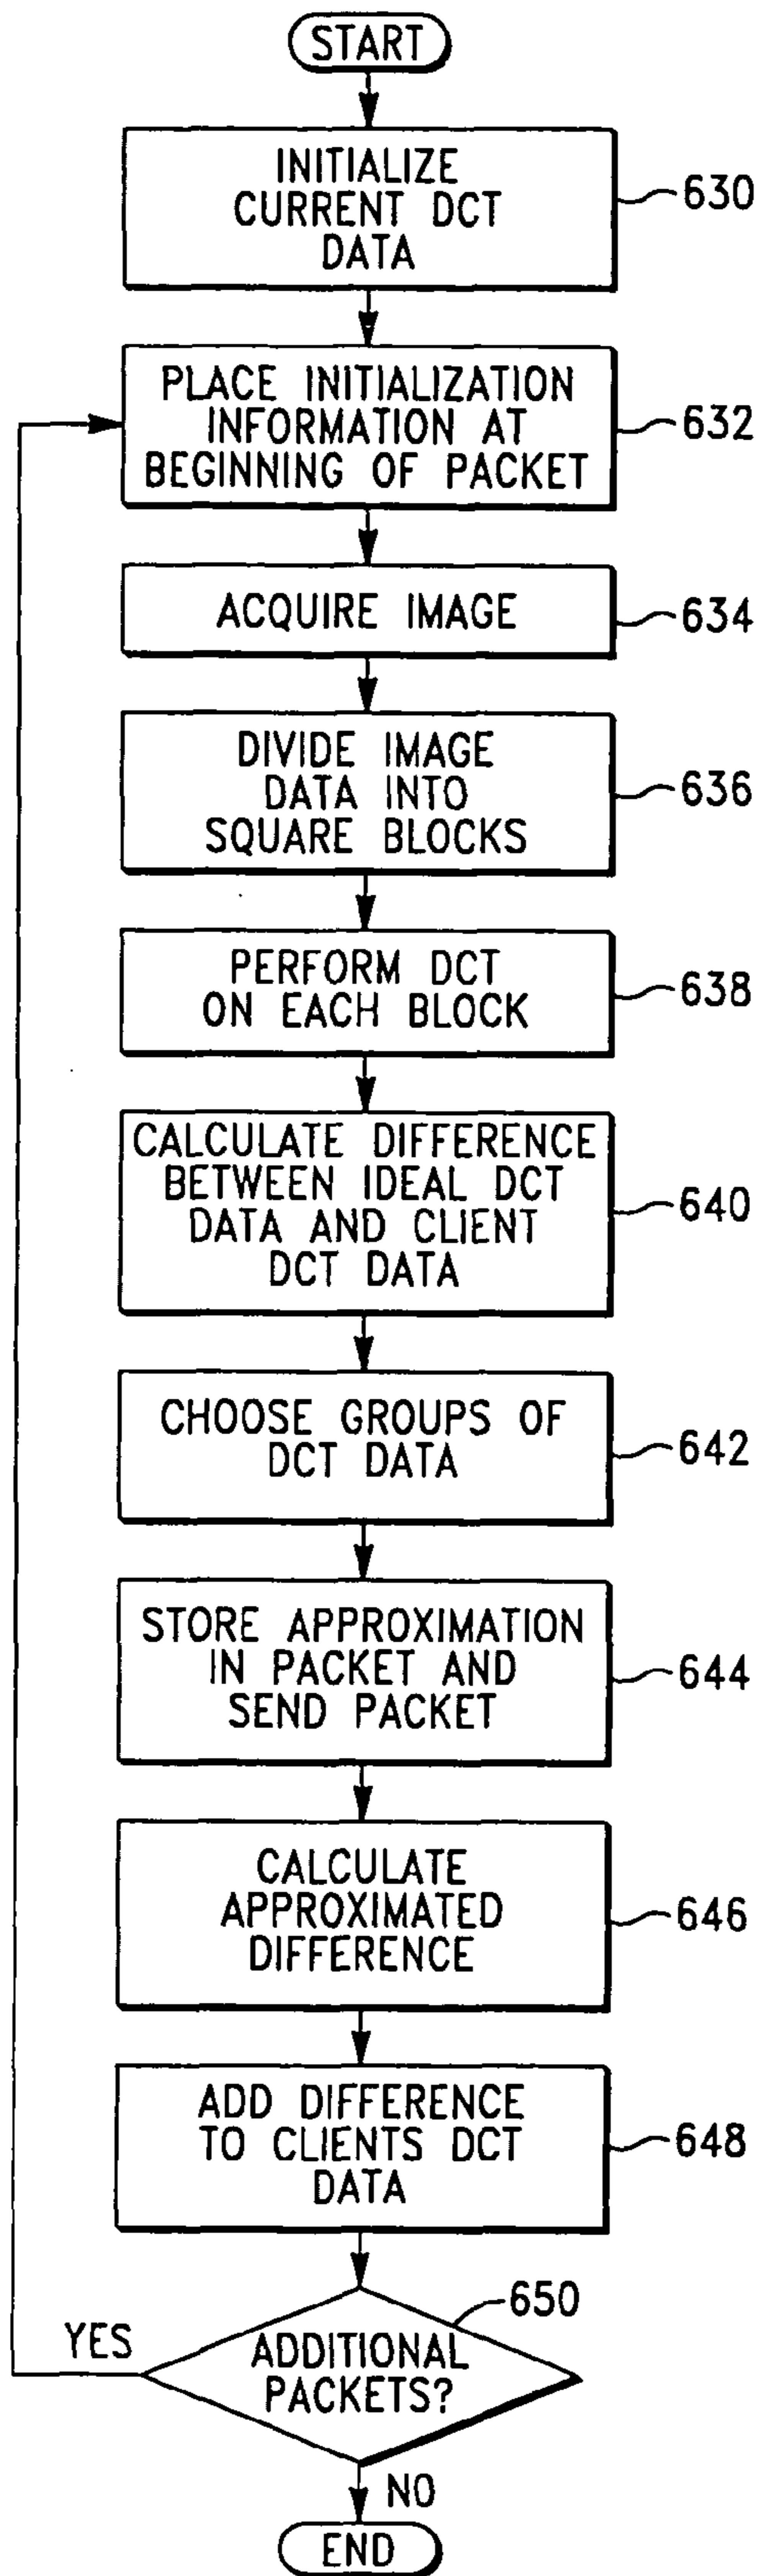 START
INITIALIZE
CURRENT DCT
DATA
630
PLACE INITIALIZATION
INFORMATION AT
BEGINNING OF PACKET
632
ACQUIRE IMAGE
634
DIVIDE IMAGE
DATA INTO
SQUARE BLOCKS
636
PERFORM DCT
ON EACH BLOCK
638
CALCULATE DIFFERENCE
BETWEEN IDEAL DCT
DATA AND CLIENT
DCT DATA
640
CHOOSE GROUPS OF
DCT DATA
642
STORE APPROXIMATION
IN PACKET AND
SEND PACKET
644
CALCULATE
APPROXIMATED
DIFFERENCE
646
ADD DIFFERENCE
TO CLIENTS DCT
DATA
648
650
YES
ADDITIONAL
PACKETS?
NO
END